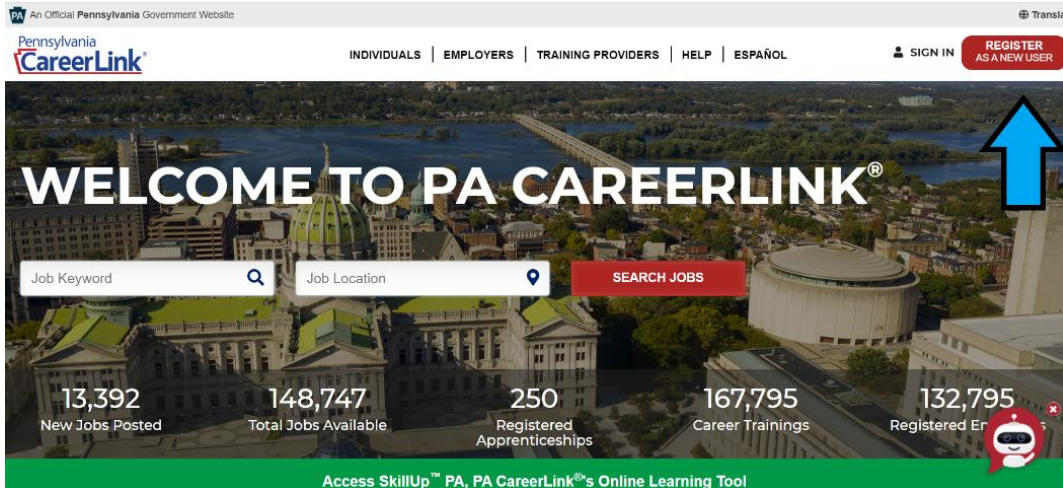 PA An Official Pennsylvania Government Website
Transla
Pennsylvania
CareerLink®
INDIVIDUALS | EMPLOYERS | TRAINING PROVIDERS | HELP | ESPAÑOL
SIGN IN
REGISTER
AS A NEW USER
WELCOME TO PA CAREERLINK®
Job Keyword
Job Location
SEARCH JOBS
13,392
New Jobs Posted
148,747
Total Jobs Available
250
Registered
Apprenticeships
167,795
Career Trainings
132,795
Registered
Access SkillUp™ PA, PA CareerLink®'s Online Learning Tool